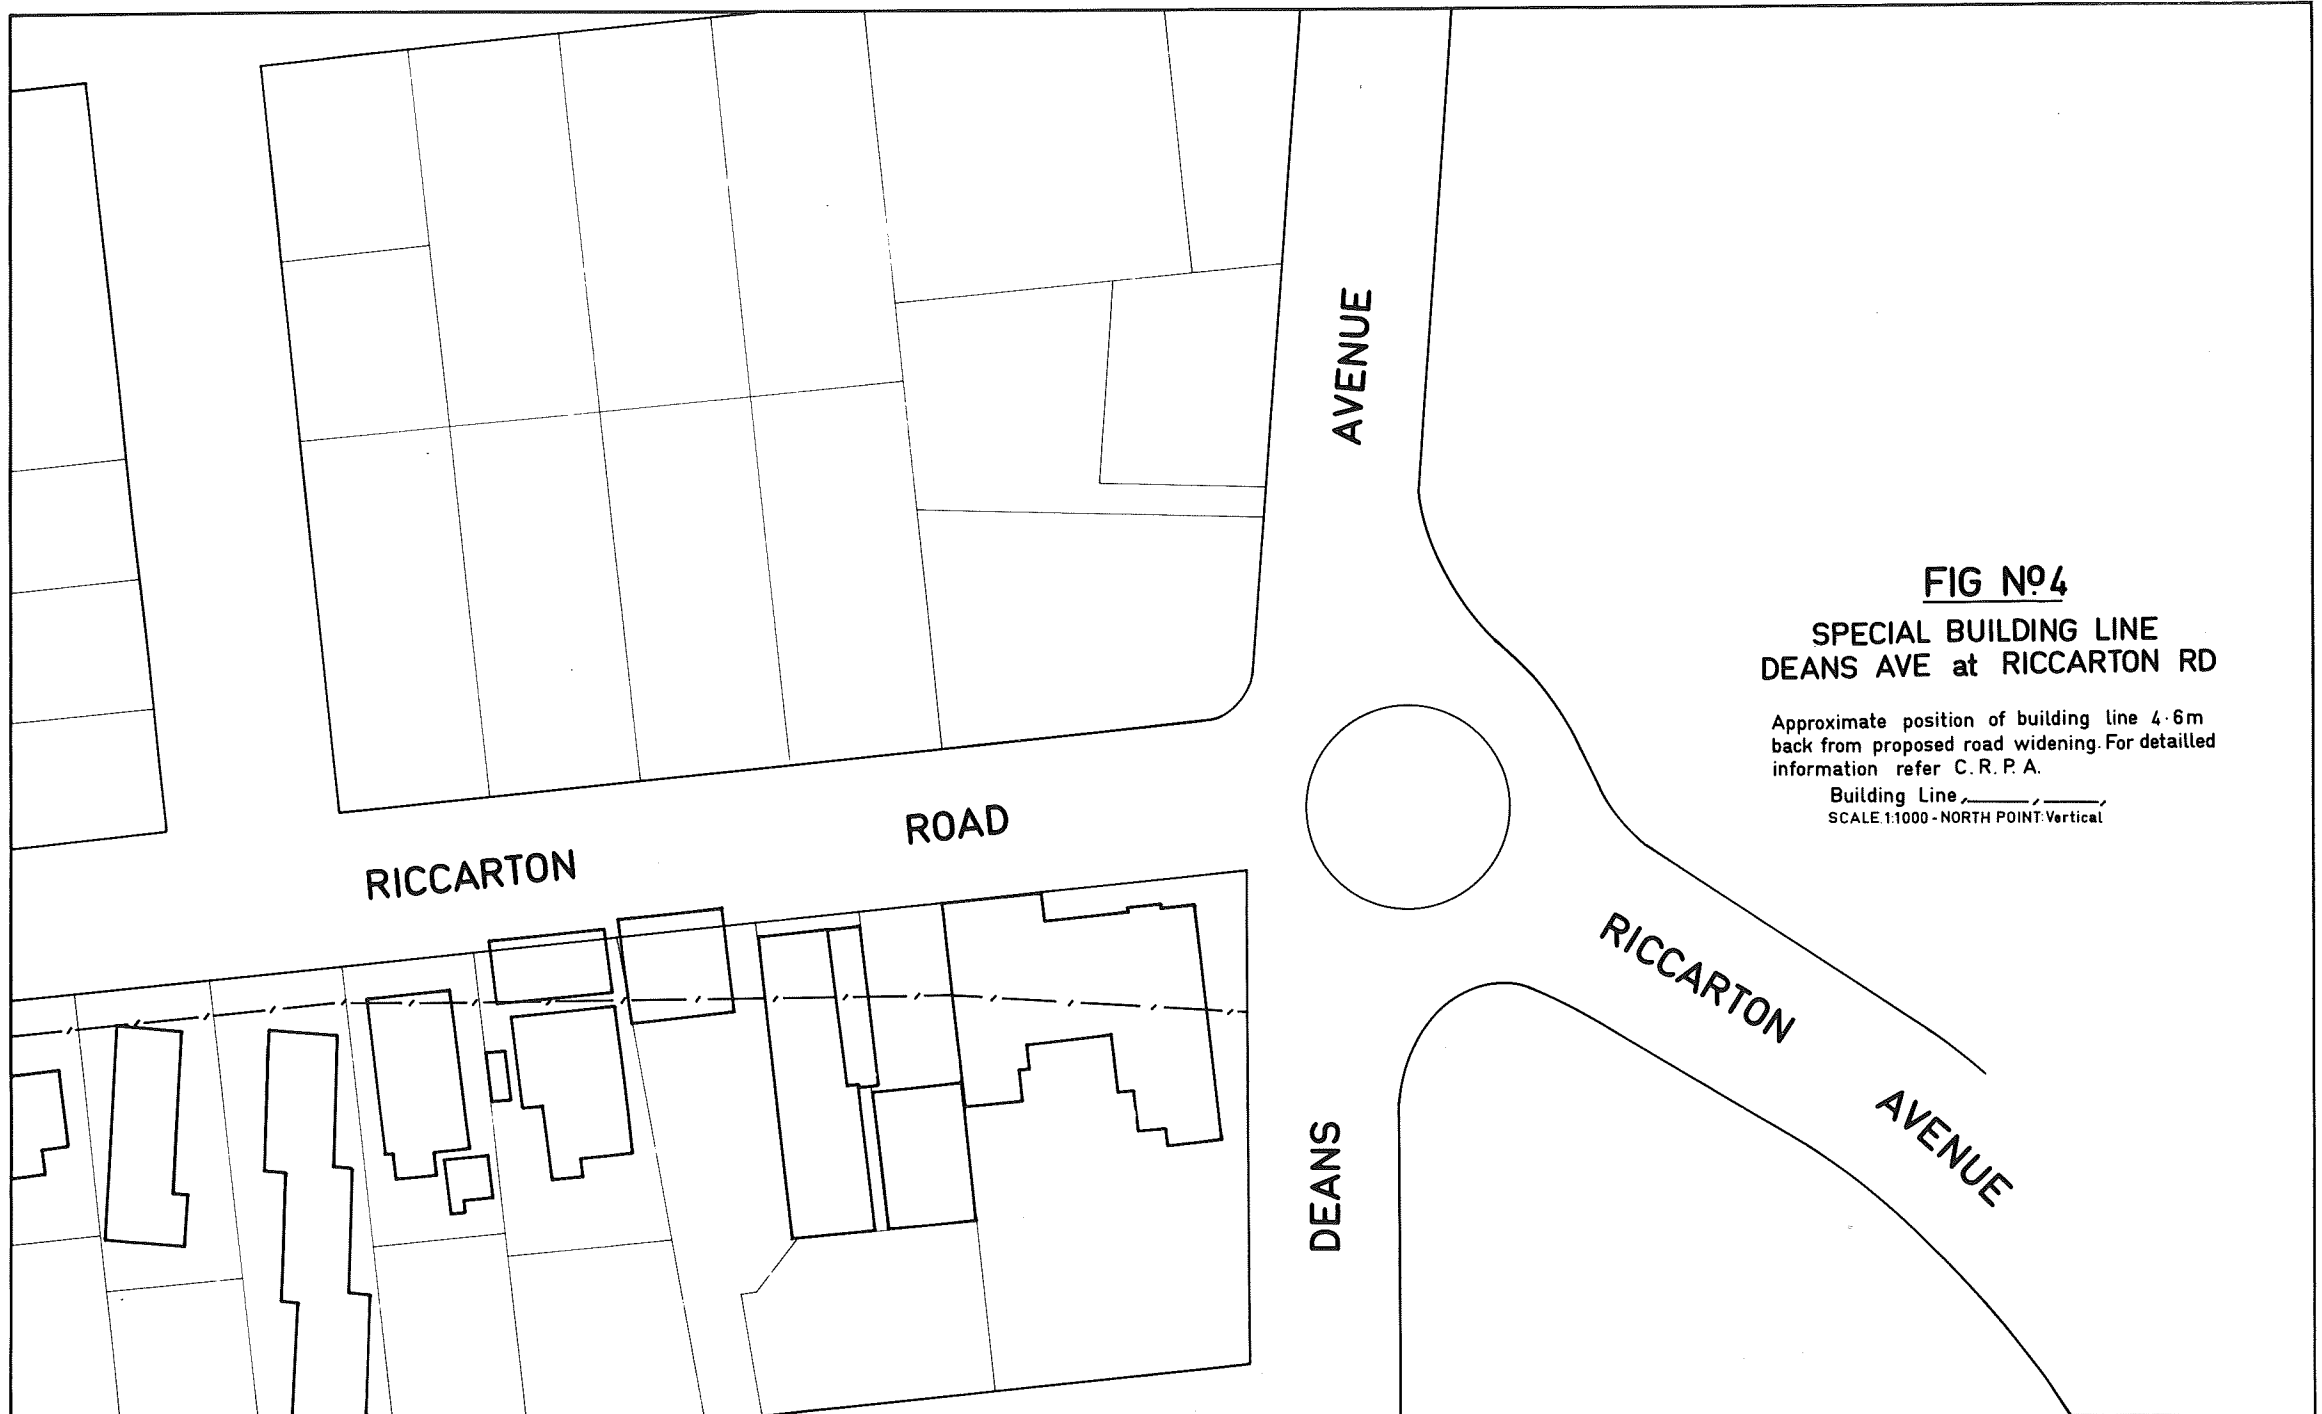 AVENUE
FIG Nº4
SPECIAL BUILDING LINE
DEANS AVE at RICCARTON RD
Approximate position of building line 4·6m
back from proposed road widening. For detailled
information refer C.R.P.A.
Building Line
SCALE.1:1000 - NORTH POINT:Vertical
RICCARTON ROAD
RICCARTON AVENUE
DEANS